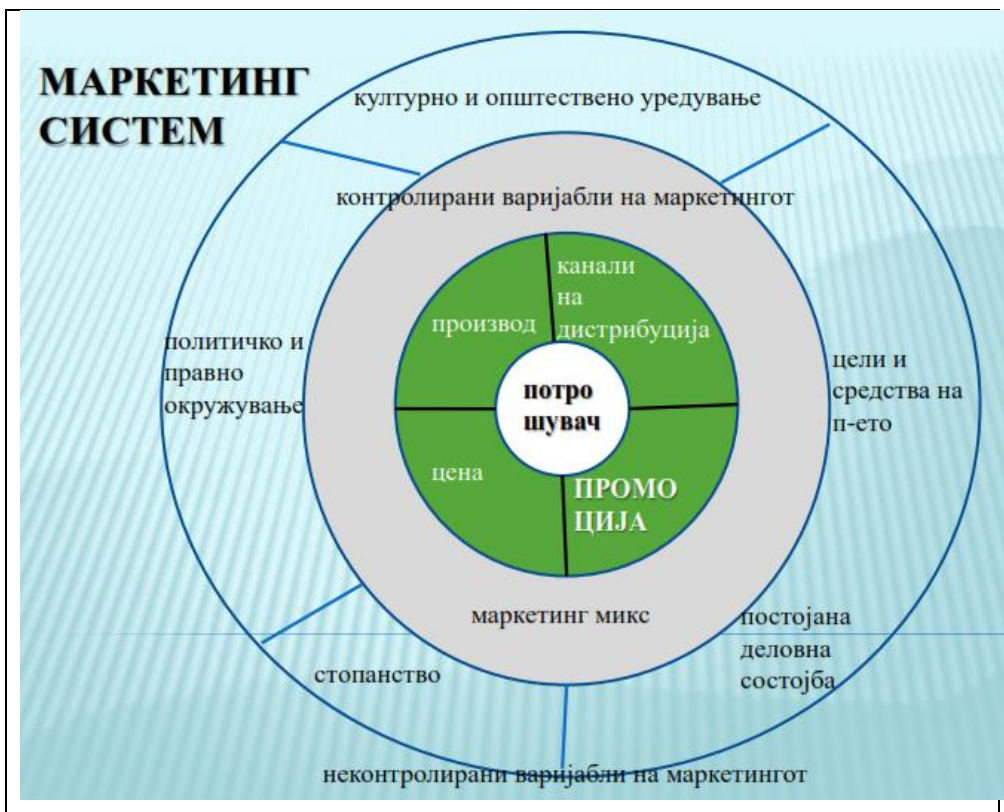 МАРКЕТИНГ
СИСТЕМ
културно и општествено уредување
контролирани варијабли на маркетингот
канали
на
дистрибуција
производ
политичко и
правно
окружување
цели и
средства на
п-ето
потро
шувач
цена
ПРОМО
ЦИЈА
маркетинг микс
постојана
деловна
состојба
стопанство
неконтролирани варијабли на маркетингот